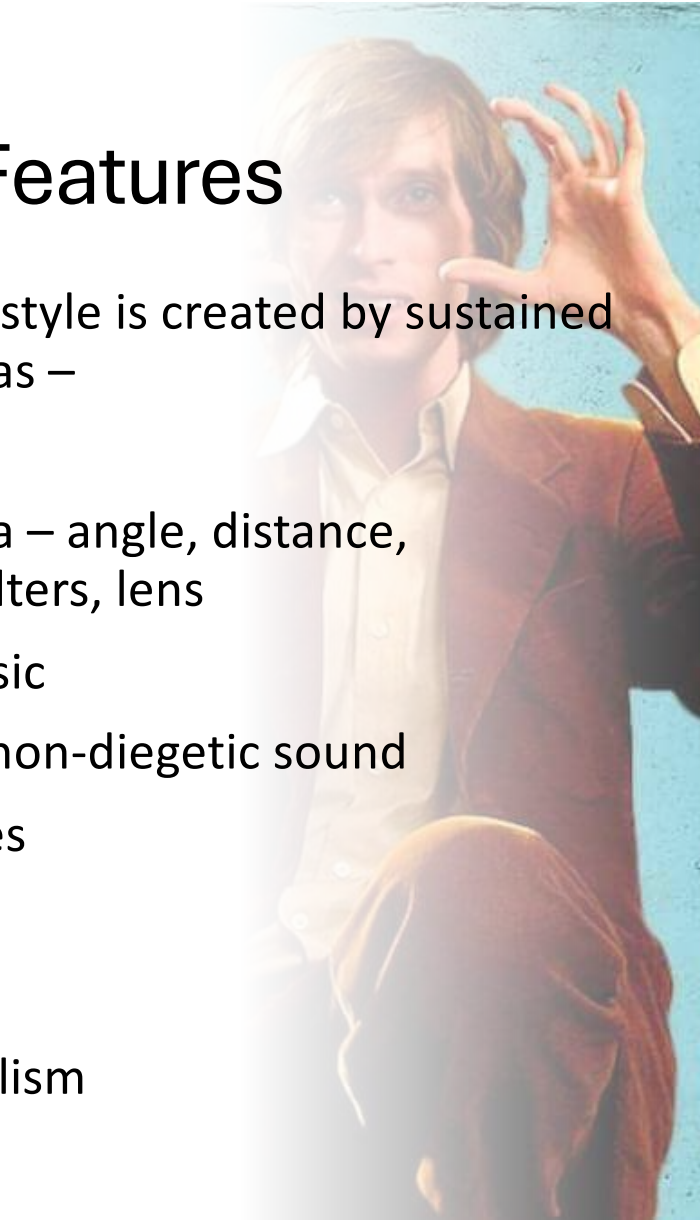 Features
style is created by sustained
as –
a – angle, distance,
lters, lens
sic
non-diegetic sound
es
lism